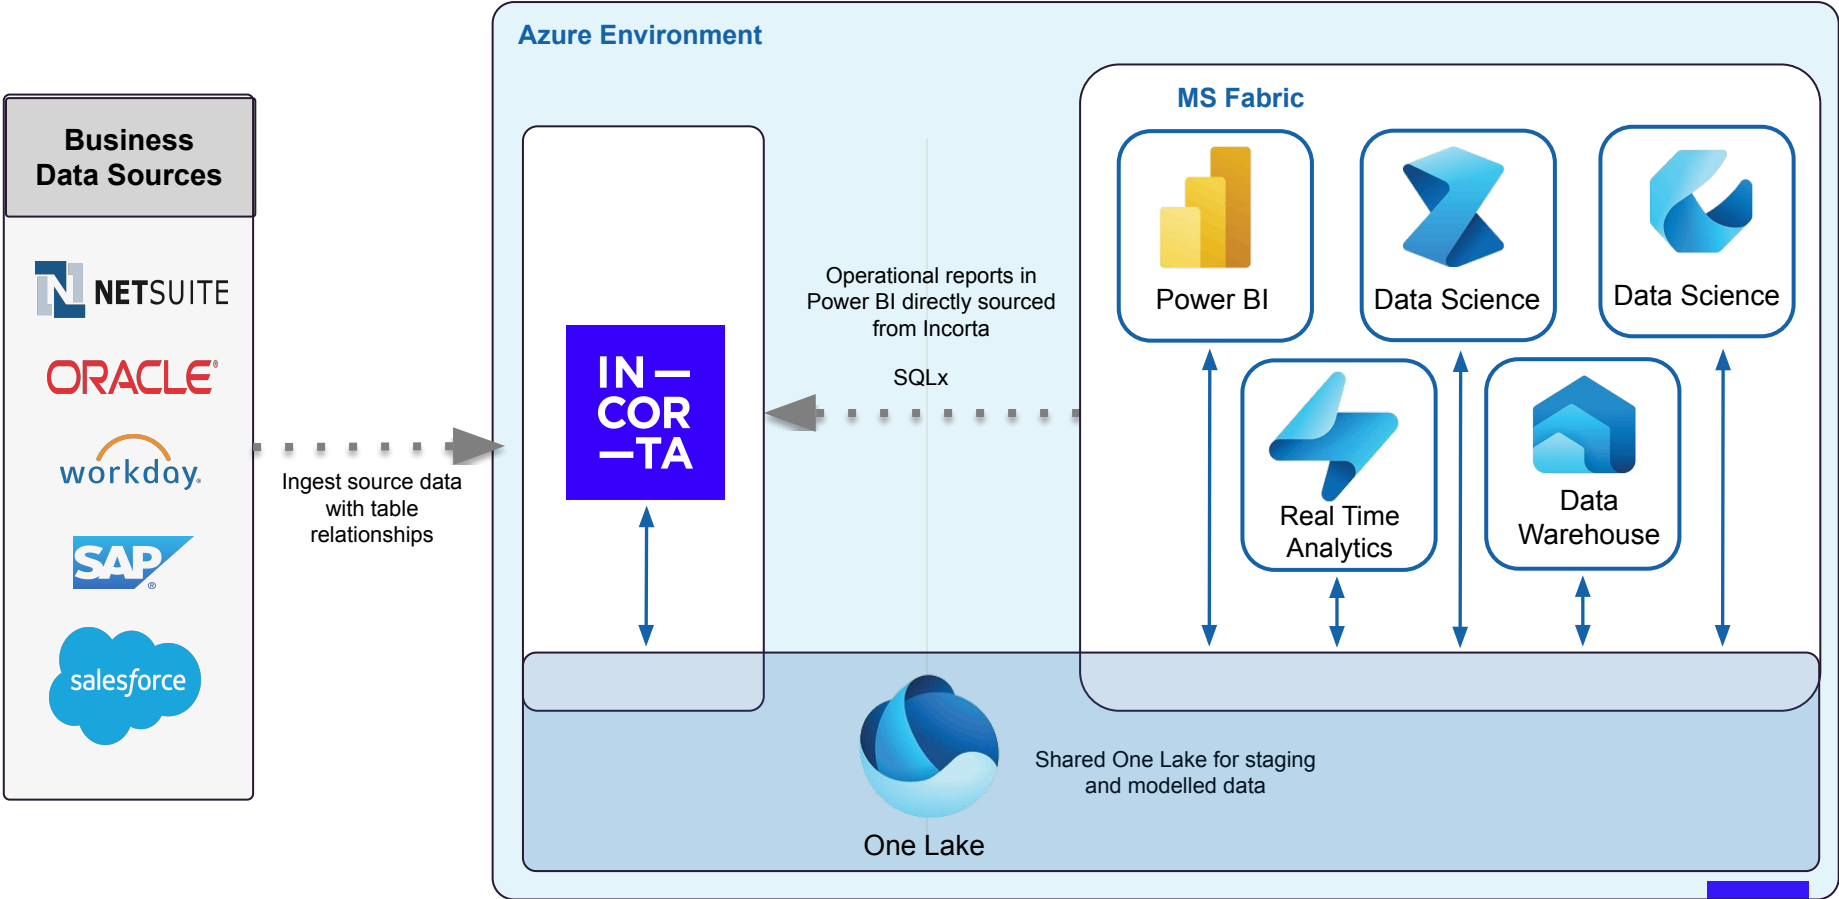 Azure Environment
MS Fabric
Business
Data Sources
NETSUITE
ORACLE®
workday.
SAP®
salesforce
Ingest source data
with table
relationships
IN—
COR
—TA
Operational reports in
Power BI directly sourced
from Incorta
SQLx
Power BI
Data Science
Data Science
Real Time
Analytics
Data
Warehouse
One Lake
Shared One Lake for staging
and modelled data